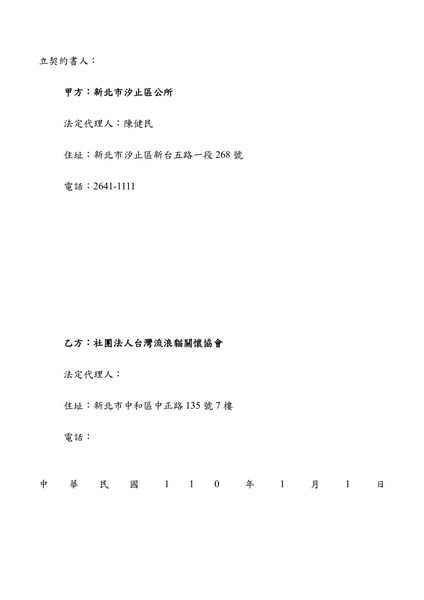 立契約書人：
甲方：新北市汐止區公所
法定代理人：陳健民
住址：新北市汐止區新台五路一段 268 號
電話：2641-1111
乙方：社團法人台灣流浪貓關懷協會
法定代理人：
住址：新北市中和區中正路 135 號 7 樓
電話：
中華民國110年1月1日